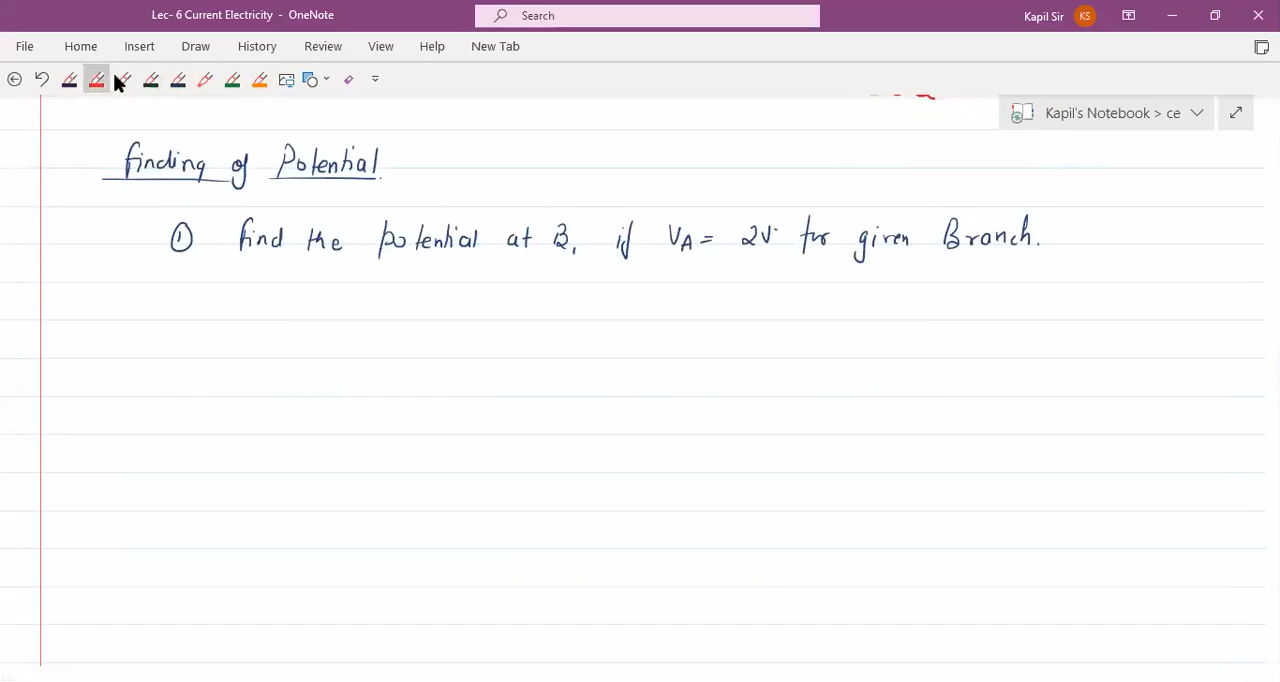 Lec- 6 Current Electricity - OneNote
Search
Kapil Sir KS
File Home Insert Draw History Review View Help New Tab
Kapil's Notebook > ce
Finding of Potential
① find the potential at B, if VA = 2V for given Branch.